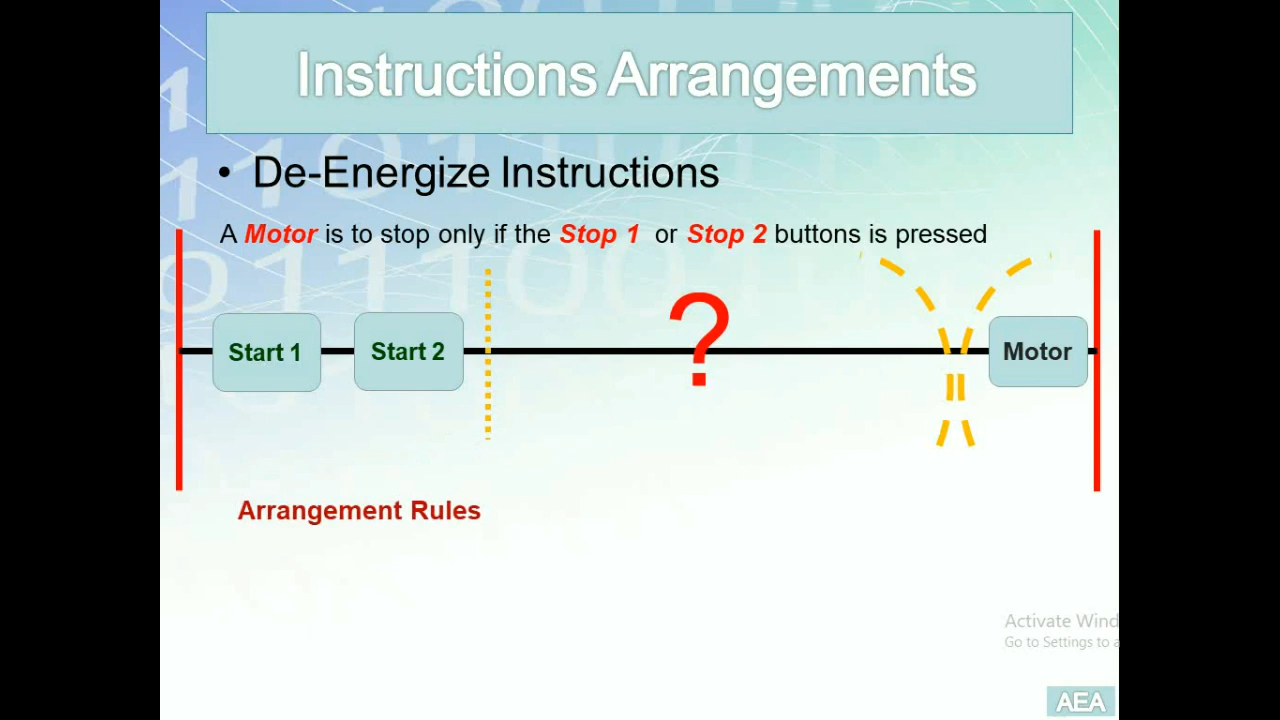 Instructions Arrangements
• De-Energize Instructions
A Motor is to stop only if the Stop 1 or Stop 2 buttons is pressed
Start 1
Start 2
?
Motor
Arrangement Rules
Activate Wind
Go to Settings to a
AEA